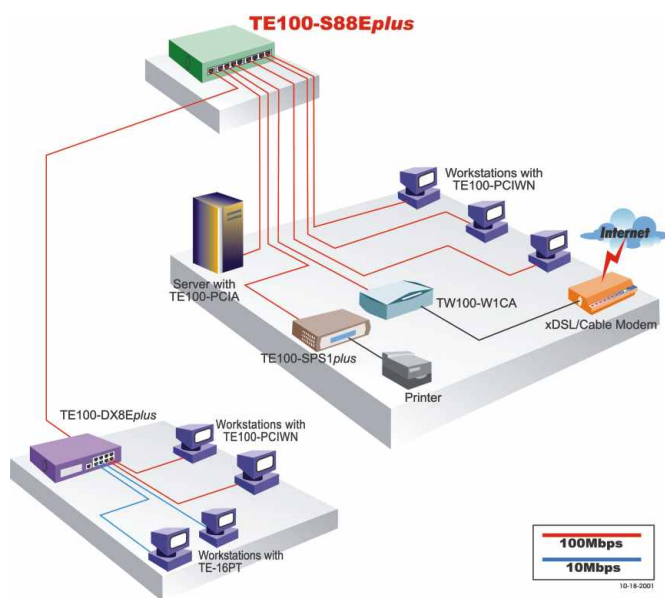 TE100-S88Eplus
Workstations with
TE100-PCIWN
Internet
Server with
TE100-PCIA
TW100-W1CA
xDSL/Cable Modem
TE100-SPS1plus
Printer
TE100-DX8Eplus
Workstations with
TE100-PCIWN
Workstations with
TE-16PT
100Mbps
10Mbps
10-18-2001